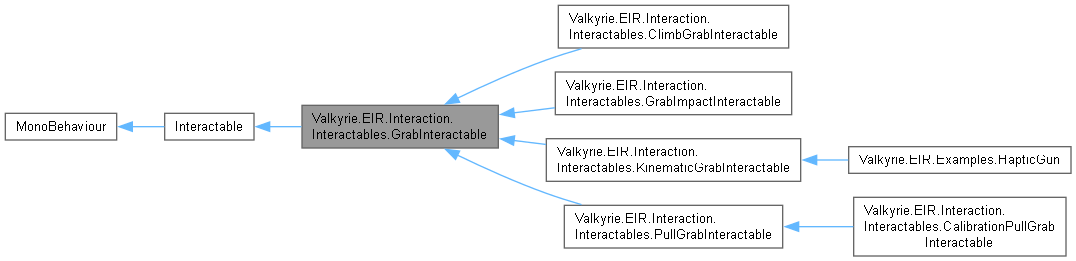 Valkyrie.EIR.Interaction.
Interactables.ClimbGrabInteractable
Valkyrie.EIR.Interaction.
Interactables.GrabImpactInteractable
MonoBehaviour
Interactable
Valkyrie.EIR.Interaction.
Interactables.GrabInteractable
Valkyrie.EIR.Interaction.
Interactables.KinematicGrabInteractable
Valkyrie.EIR.Examples.HapticGun
Valkyrie.EIR.Interaction.
Interactables.PullGrabInteractable
Valkyrie.EIR.Interaction.
Interactables.CalibrationPullGrab
Interactable